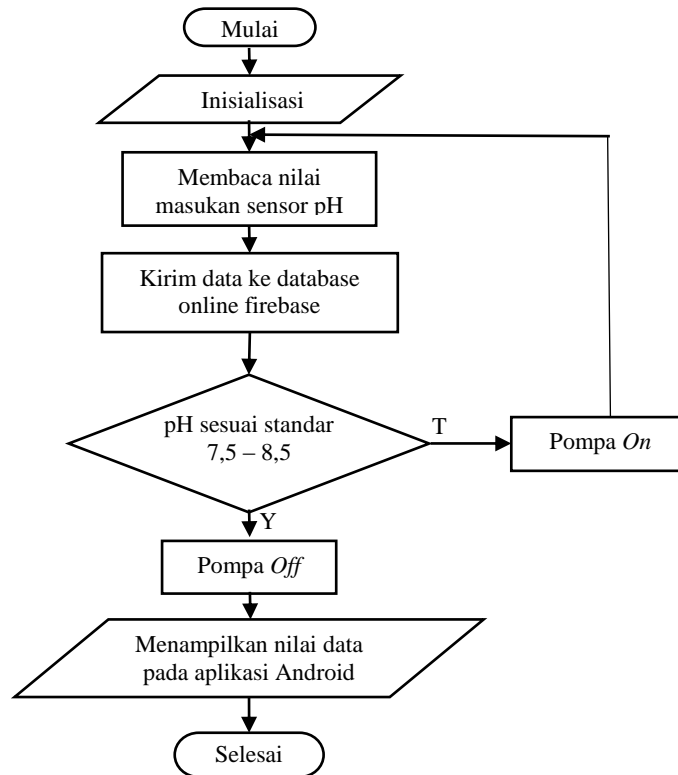 Mulai
Inisialisasi
Membaca nilai
masukan sensor pH
Kirim data ke database
online firebase
pH sesuai standar
7,5 – 8,5
T
Pompa On
Y
Pompa Off
Menampilkan nilai data
pada aplikasi Android
Selesai